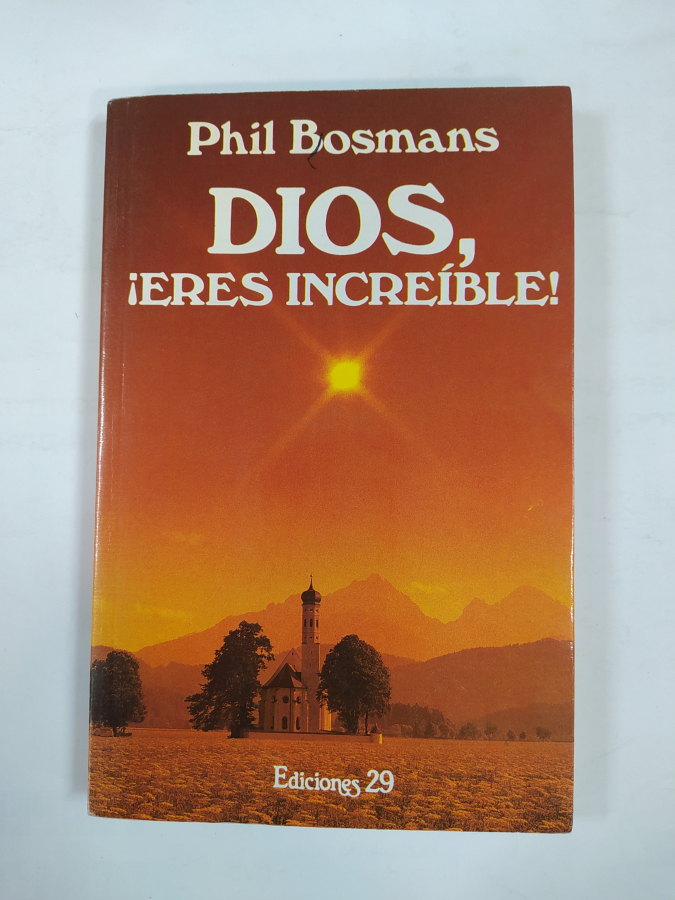 Phil Bosmans
DIOS,
¡ERES INCREÍBLE!
Ediciones 29